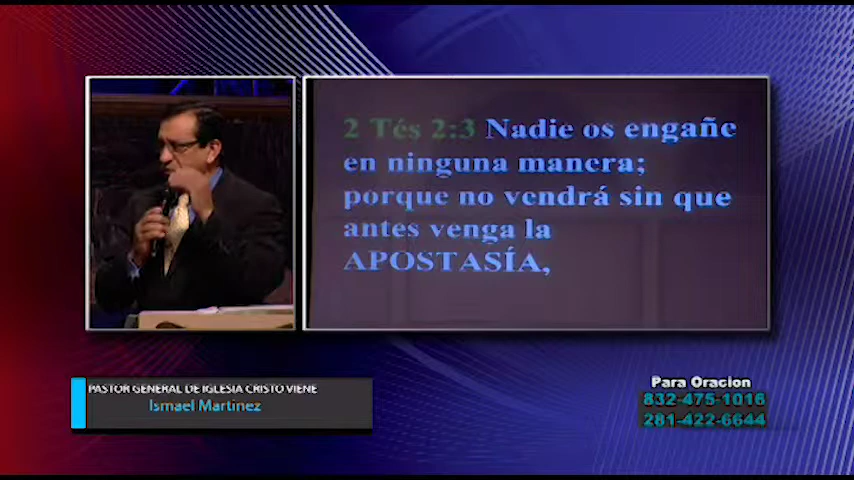 2 Tés 2:3 Nadie os engañe
en ninguna manera;
porque no vendrá sin que
antes venga la
APOSTASÍA,
PASTOR GENERAL DE IGLESIA CRISTO VIENE
Ismael Martinez
Para Oracion
832-475-1016
281-422-6644